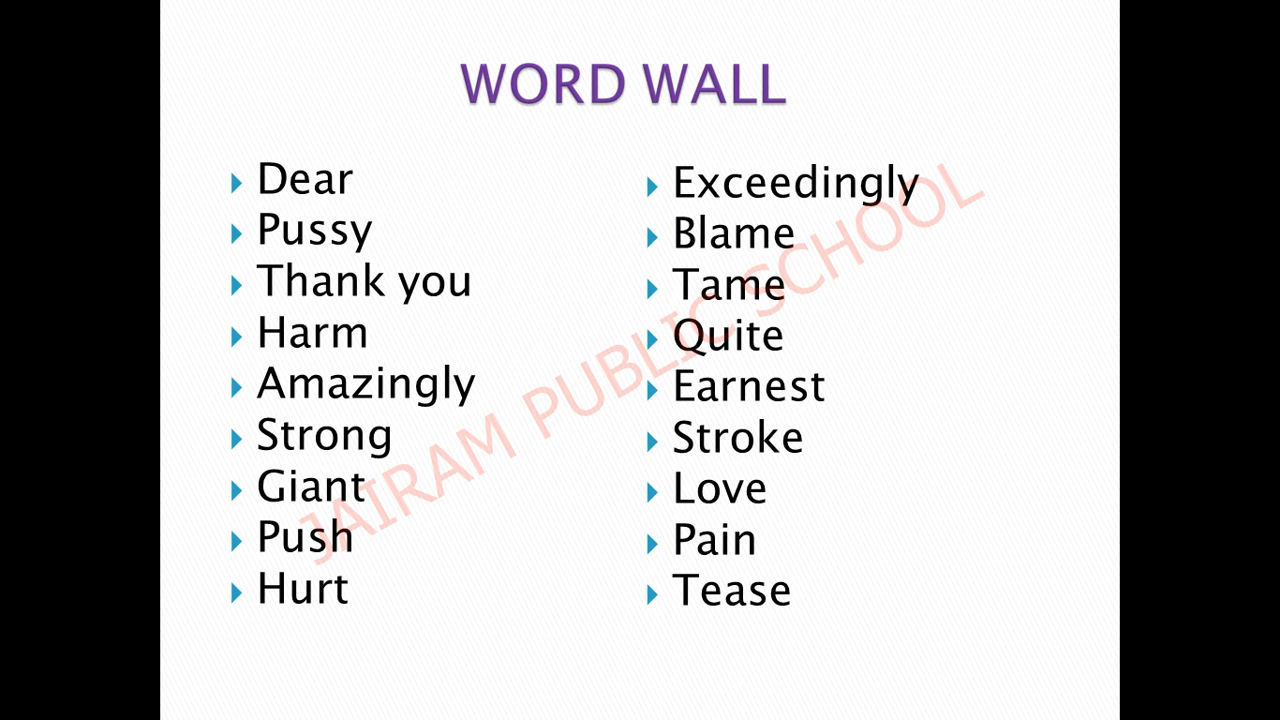 WORD WALL
Dear
Pussy
Thank you
Harm
Amazingly
Strong
Giant
Push
Hurt
Exceedingly
Blame
Tame
Quite
Earnest
Stroke
Love
Pain
Tease
JAIRAM PUBLIC SCHOOL